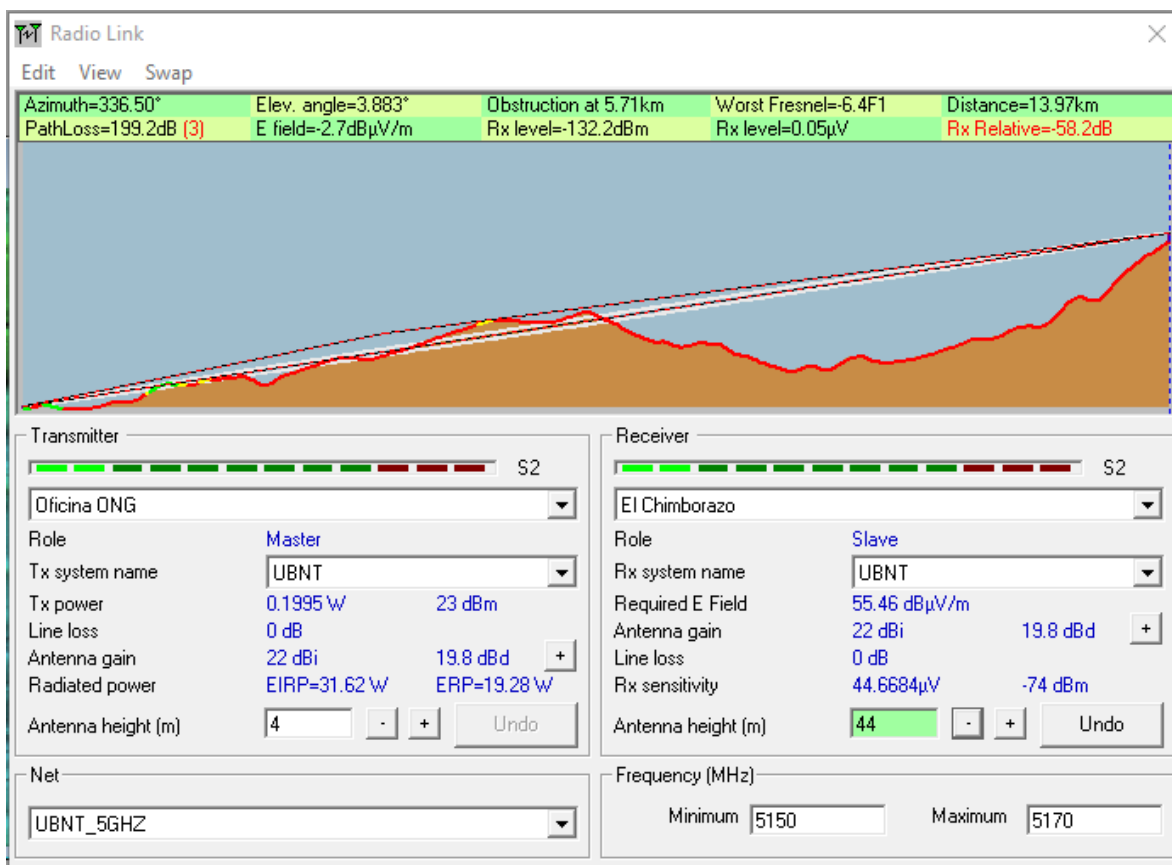 Radio Link
Edit View Swap
Azimuth=336.50° Elev. angle=3.883° Obstruction at 5.71km Worst Fresnel=-6.4F1 Distance=13.97km
PathLoss=199.2dB (3) E field=-2.7dBµV/m Rx level=-132.2dBm Rx level=0.05µV Rx Relative=-58.2dB
Transmitter
S2
Oficina ONG
Role Master
Tx system name UBNT
Tx power 0.1995 W 23 dBm
Line loss 0 dB
Antenna gain 22 dBi 19.8 dBd +
Radiated power EIRP=31.62 W ERP=19.28 W
Antenna height (m) 4 - + Undo
Receiver
S2
El Chimborazo
Role Slave
Rx system name UBNT
Required E Field 55.46 dBµV/m
Antenna gain 22 dBi 19.8 dBd +
Line loss 0 dB
Rx sensitivity 44.6684µV -74 dBm
Antenna height (m) 44 - + Undo
Net
UBNT_5GHZ
Frequency (MHz)
Minimum 5150 Maximum 5170